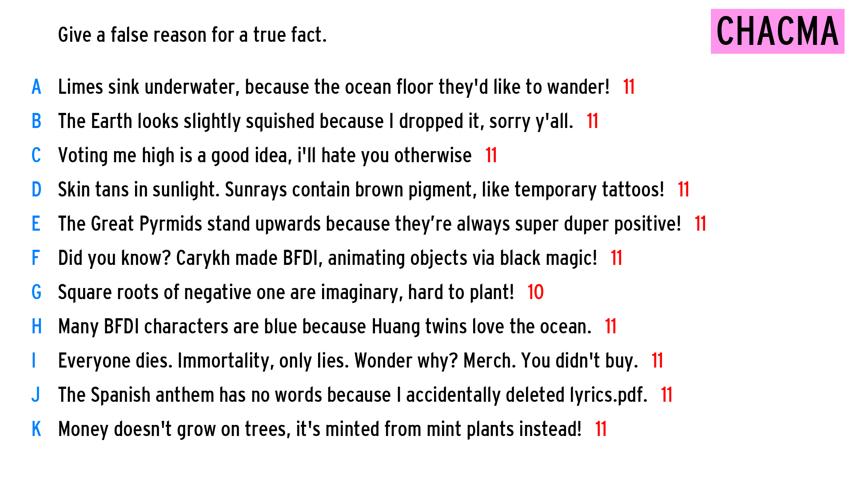 Give a false reason for a true fact.
CHACMA
A Limes sink underwater, because the ocean floor they'd like to wander! 11
B The Earth looks slightly squished because I dropped it, sorry y'all. 11
C Voting me high is a good idea, i'll hate you otherwise 11
D Skin tans in sunlight. Sunrays contain brown pigment, like temporary tattoos! 11
E The Great Pyrmids stand upwards because they’re always super duper positive! 11
F Did you know? Carykh made BFDI, animating objects via black magic! 11
G Square roots of negative one are imaginary, hard to plant! 10
H Many BFDI characters are blue because Huang twins love the ocean. 11
I Everyone dies. Immortality, only lies. Wonder why? Merch. You didn't buy. 11
J The Spanish anthem has no words because I accidentally deleted lyrics.pdf. 11
K Money doesn't grow on trees, it's minted from mint plants instead! 11